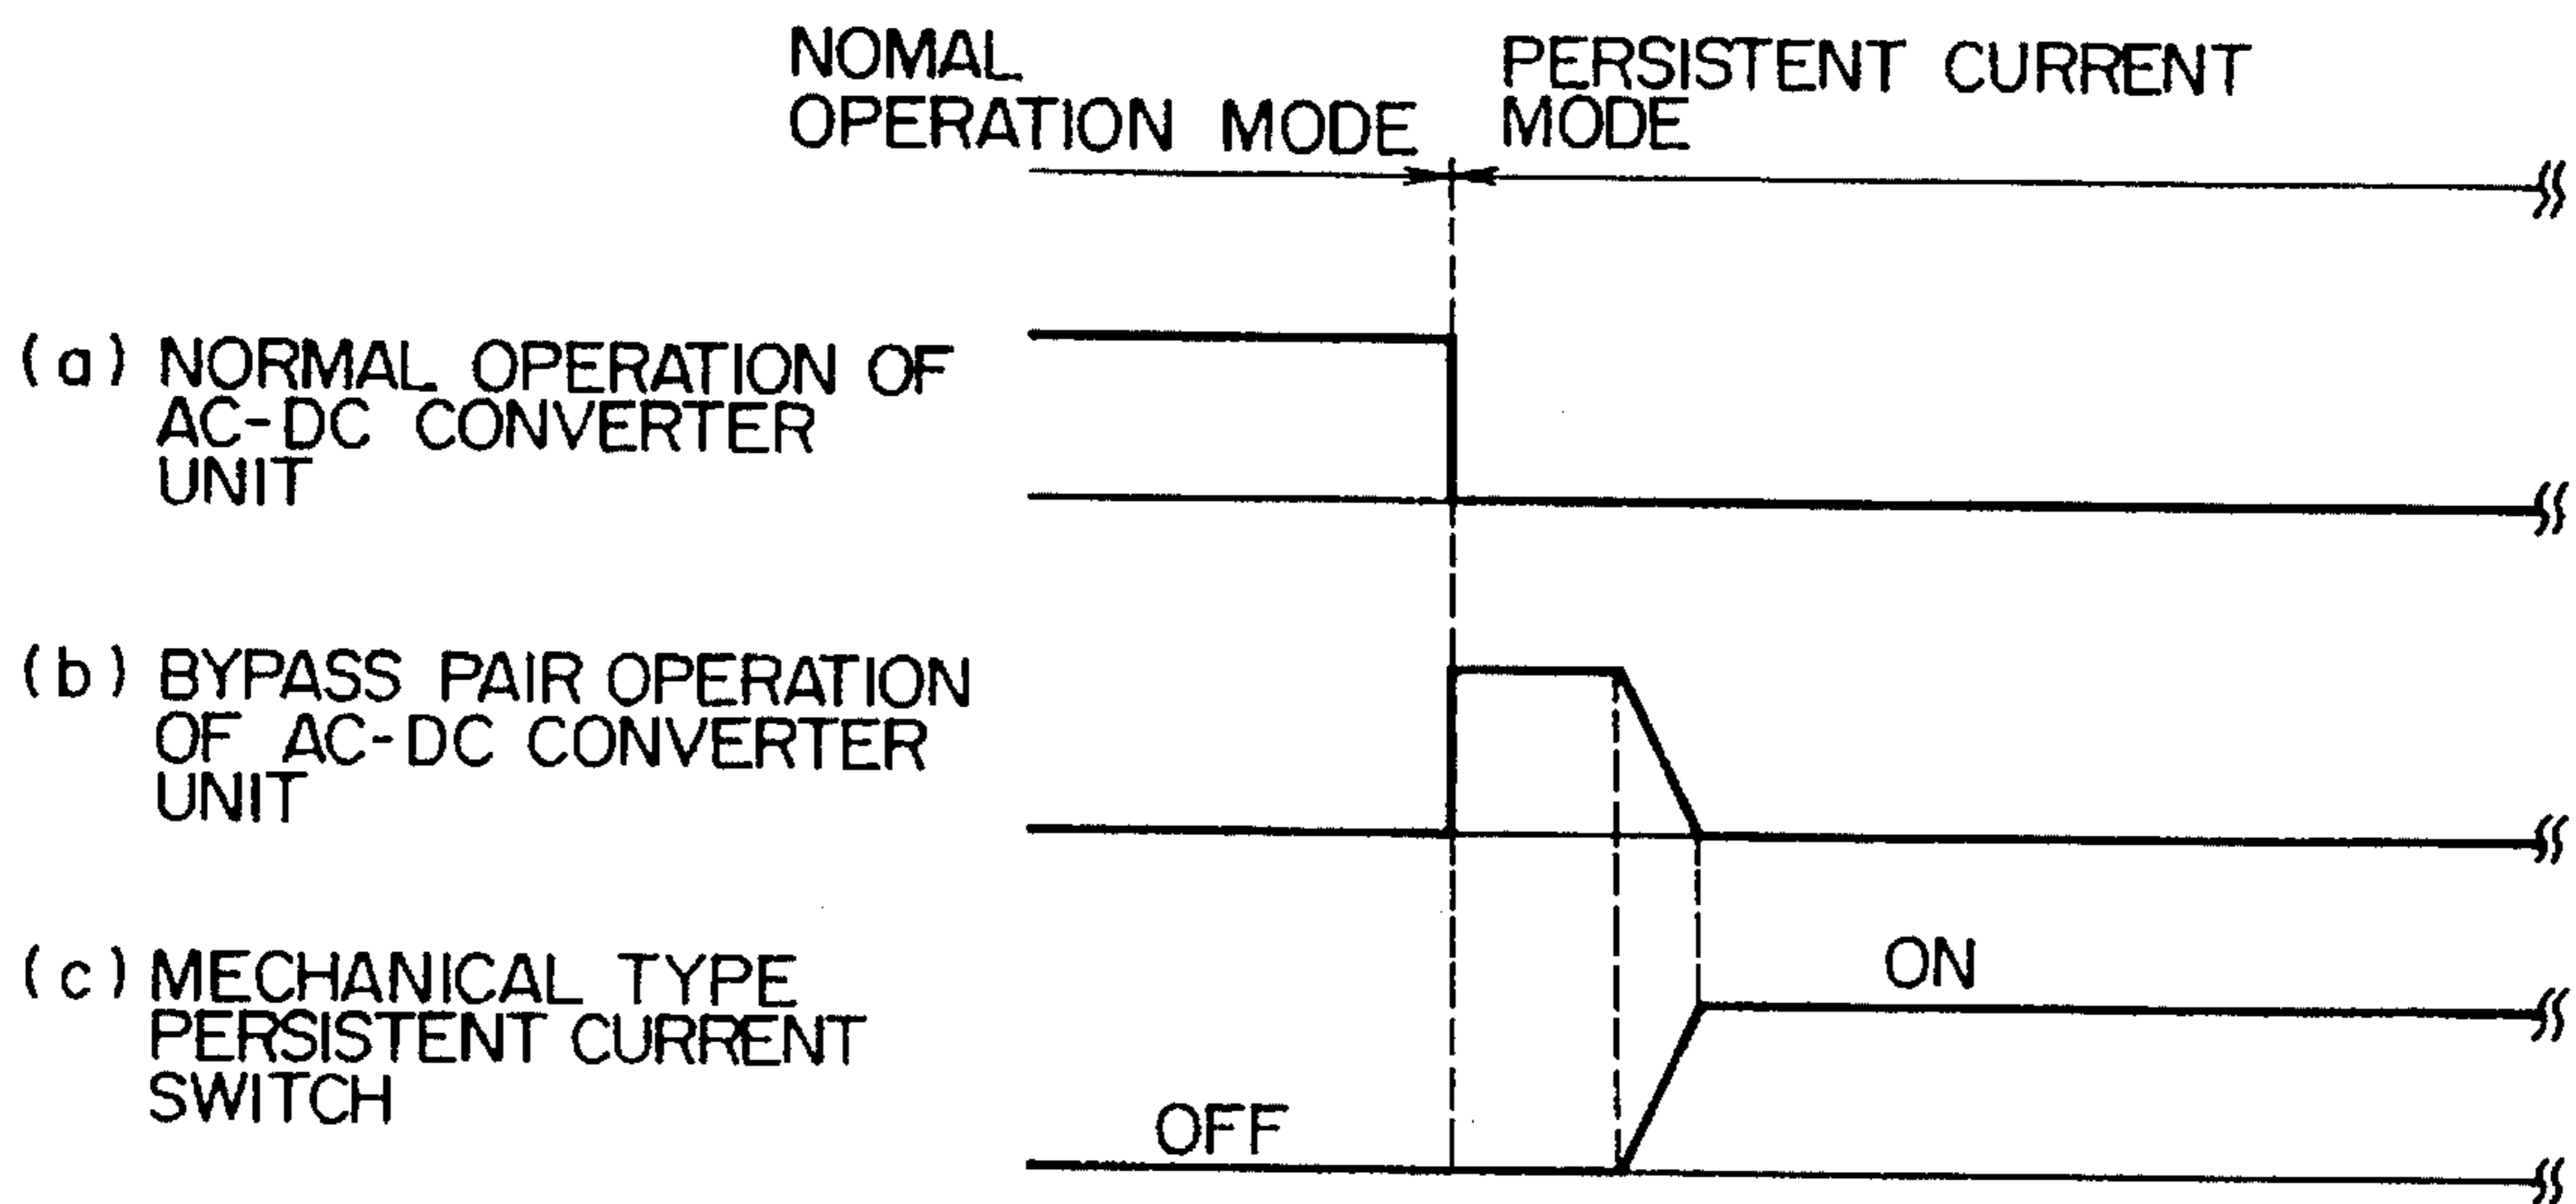 NOMAL
OPERATION MODE
PERSISTENT CURRENT
MODE
(a) NORMAL OPERATION OF
AC-DC CONVERTER
UNIT
(b) BYPASS PAIR OPERATION
OF AC-DC CONVERTER
UNIT
(c) MECHANICAL TYPE
PERSISTENT CURRENT
SWITCH
OFF
ON